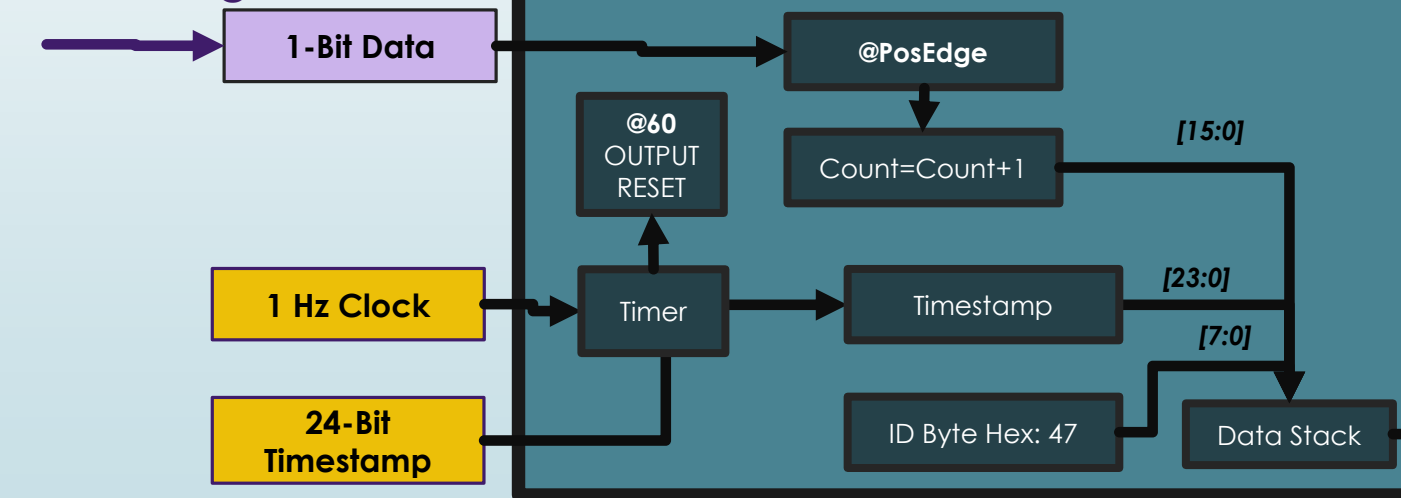 1-Bit Data
@PosEdge
@60
OUTPUT
RESET
Count=Count+1
[15:0]
1 Hz Clock
Timer
Timestamp
[23:0]
[7:0]
24-Bit
Timestamp
ID Byte Hex: 47
Data Stack